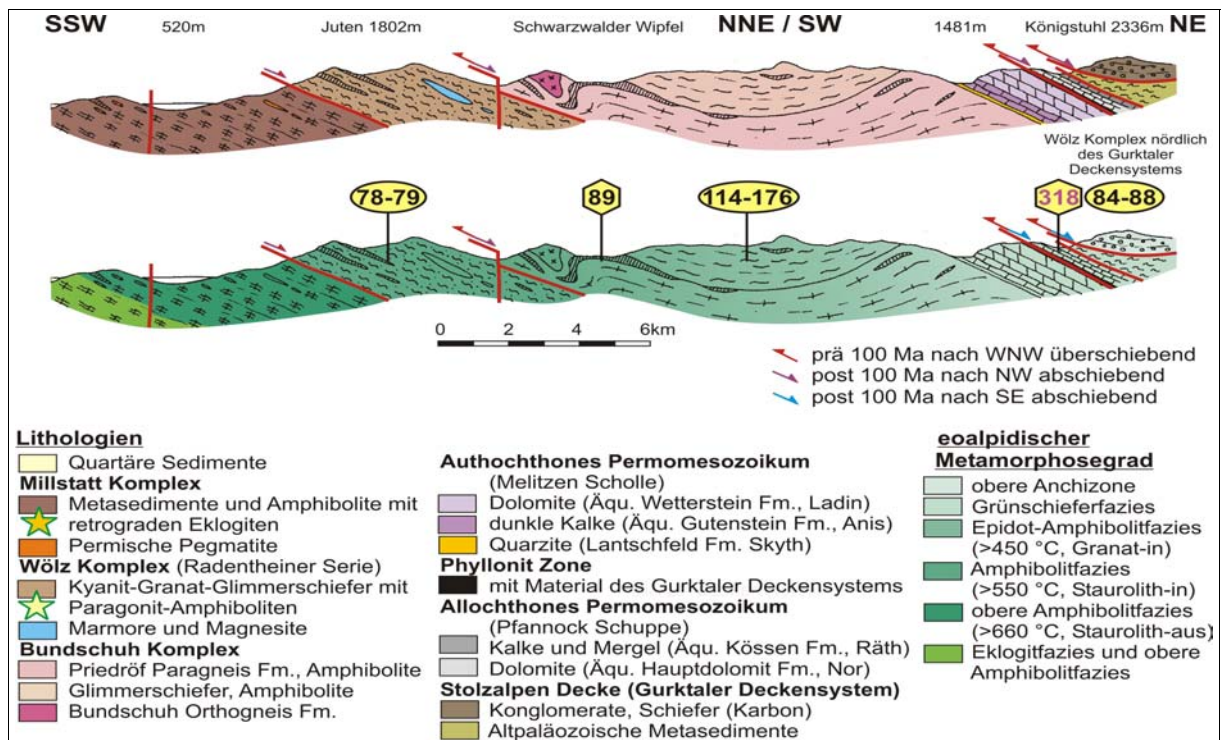 SSW 520m Juten 1802m Schwarzwalder Wipfel NNE / SW 1481m Königstuhl 2336m NE
Wölz Komplex nördlich
des Gurktaler
Deckensystems
78-79 89 114-176 318 84-88
0 2 4 6km
prä 100 Ma nach WNW überschiebend
post 100 Ma nach NW abschiebend
post 100 Ma nach SE abschiebend
Lithologien
Quartäre Sedimente
Millstatt Komplex
Metasedimente und Amphibolite mit
retrograden Eklogiten
Permische Pegmatite
Wölz Komplex (Radentheiner Serie)
Kyanit-Granat-Glimmerschiefer mit
Paragonit-Amphiboliten
Marmore und Magnesite
Bundschuh Komplex
Priedröf Paragneis Fm., Amphibolite
Glimmerschiefer, Amphibolite
Bundschuh Orthogneis Fm.
Authochthones Permomesozoikum
(Melitzen Scholle)
Dolomite (Äqu. Wetterstein Fm., Ladin)
dunkle Kalke (Äqu. Gutenstein Fm., Anis)
Quarzite (Lantschfeld Fm. Skyth)
Phyllonit Zone
mit Material des Gurktaler Deckensystems
Allochthones Permomesozoikum
(Pfannock Schuppe)
Kalke und Mergel (Äqu. Kössen Fm., Räth)
Dolomite (Äqu. Hauptdolomit Fm., Nor)
Stolzalpen Decke (Gurktaler Deckensystem)
Konglomerate, Schiefer (Karbon)
Altpaläozoische Metasedimente
eoalpidischer
Metamorphosegrad
obere Anchizone
Grünschieferfazies
Epidot-Amphibolitfazies
(>450 °C, Granat-in)
Amphibolitfazies
(>550 °C, Staurolith-in)
obere Amphibolitfazies
(>660 °C, Staurolith-aus)
Eklogitfazies und obere
Amphibolitfazies